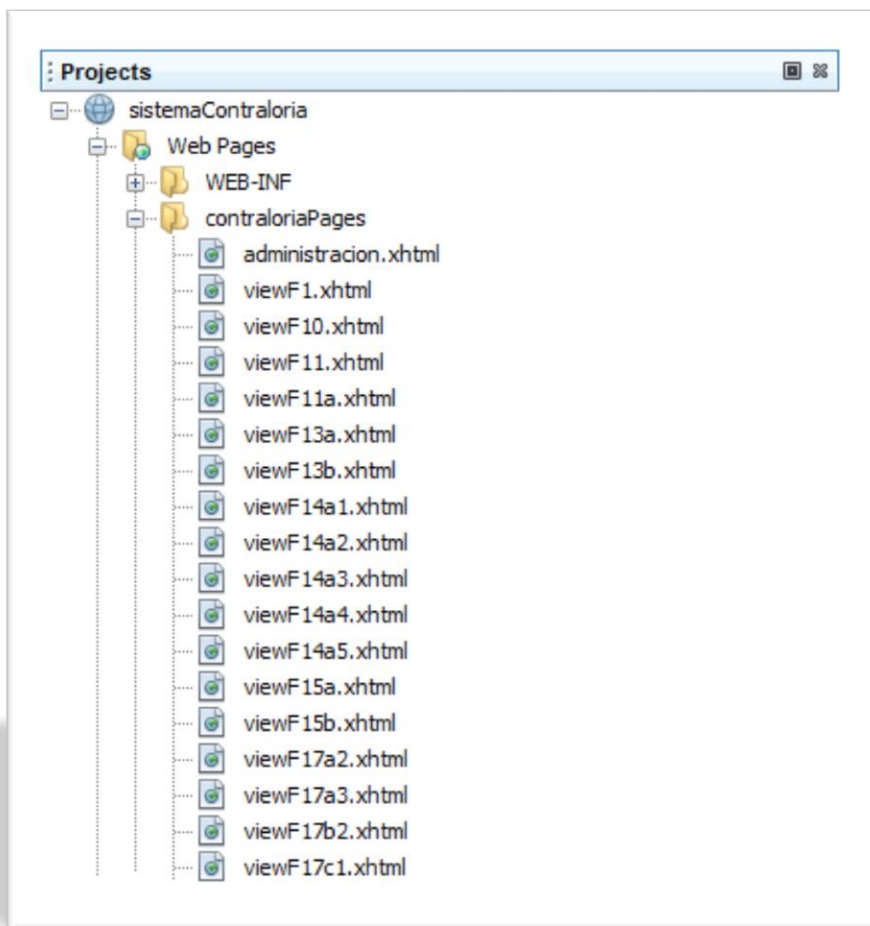 Projects
sistemaContraloria
Web Pages
WEB-INF
contraloriaPages
administracion.xhtml
viewF1.xhtml
viewF10.xhtml
viewF11.xhtml
viewF11a.xhtml
viewF13a.xhtml
viewF13b.xhtml
viewF14a1.xhtml
viewF14a2.xhtml
viewF14a3.xhtml
viewF14a4.xhtml
viewF14a5.xhtml
viewF15a.xhtml
viewF15b.xhtml
viewF17a2.xhtml
viewF17a3.xhtml
viewF17b2.xhtml
viewF17c1.xhtml